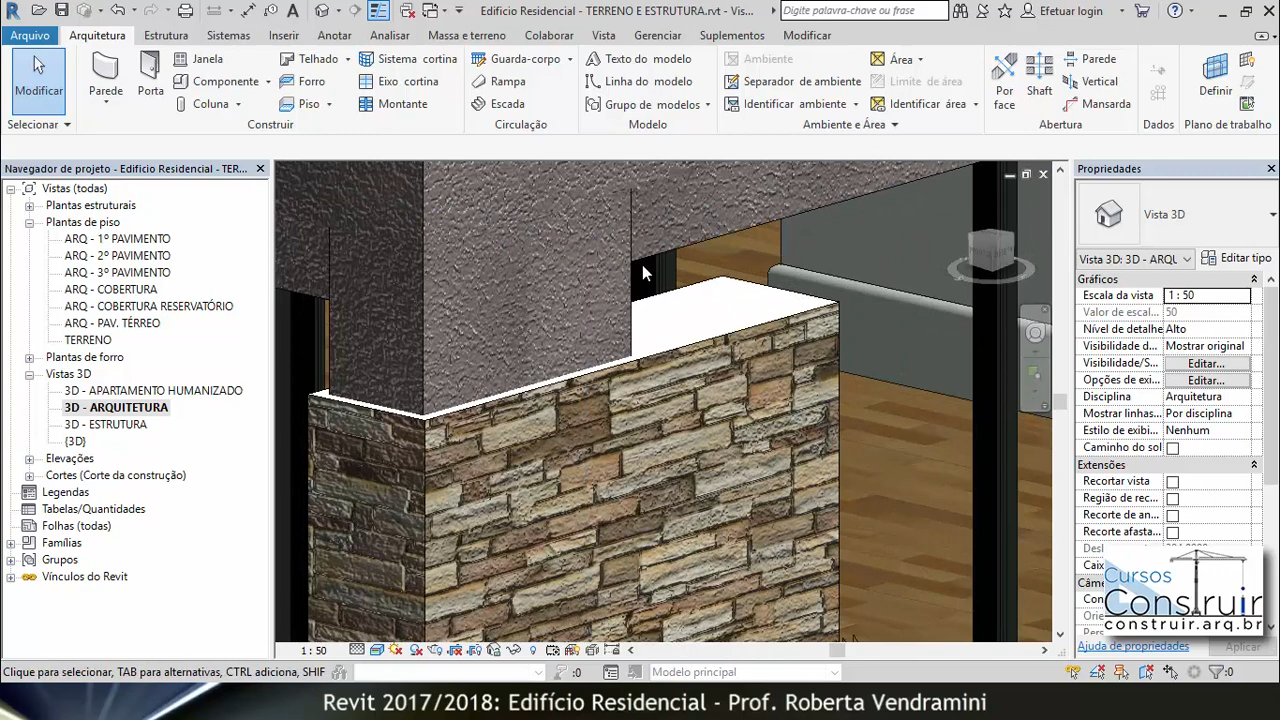 Edificio Residencial - TERRENO E ESTRUTURA.rvt - Vis...
Digite palavra-chave ou frase
Efetuar login
Arquivo
Arquitetura
Estrutura
Sistemas
Inserir
Anotar
Analisar
Massa e terreno
Colaborar
Vista
Gerenciar
Suplementos
Modificar
Modificar
Parede
Porta
Janela
Componente
Coluna
Telhado
Forro
Piso
Sistema cortina
Eixo cortina
Montante
Guarda-corpo
Rampa
Escada
Texto do modelo
Linha do modelo
Grupo de modelos
Ambiente
Separador de ambiente
Identificar ambiente
Área
Limite de área
Identificar área
Por face
Shaft
Parede
Vertical
Mansarda
Definir
Selecionar
Construir
Circulação
Modelo
Ambiente e Área
Abertura
Dados
Plano de trabalho
Navegador de projeto - Edificio Residencial - TER...
Vistas (todas)
Plantas estruturais
Plantas de piso
ARQ - 1º PAVIMENTO
ARQ - 2º PAVIMENTO
ARQ - 3º PAVIMENTO
ARQ - COBERTURA
ARQ - COBERTURA RESERVATÓRIO
ARQ - PAV. TÉRREO
TERRENO
Plantas de forro
Vistas 3D
3D - APARTAMENTO HUMANIZADO
3D - ARQUITETURA
3D - ESTRUTURA
{3D}
Elevações
Cortes (Corte da construção)
Legendas
Tabelas/Quantidades
Folhas (todas)
Famílias
Grupos
Vínculos do Revit
Propriedades
Vista 3D
Vista 3D: 3D - ARQU
Editar tipo
Gráficos
Escala da vista 1 : 50
Valor de escal... 50
Nível de detalhe Alto
Visibilidade d... Mostrar original
Visibilidade/S... Editar...
Opções de exi... Editar...
Disciplina Arquitetura
Mostrar linhas... Por disciplina
Estilo de exibi... Nenhum
Caminho do sol
Extensões
Recortar vista
Região de rec...
Recorte de an...
Recorte afasta...
Caix
Câme
Con
Ajuda de propriedades
Aplicar
Cursos
Construir
construir.arq.br
1 : 50
Clique para selecionar, TAB para alternativas, CTRL adiciona, SHIF
:0
Modelo principal
:0
Revit 2017/2018: Edifício Residencial - Prof. Roberta Vendramini